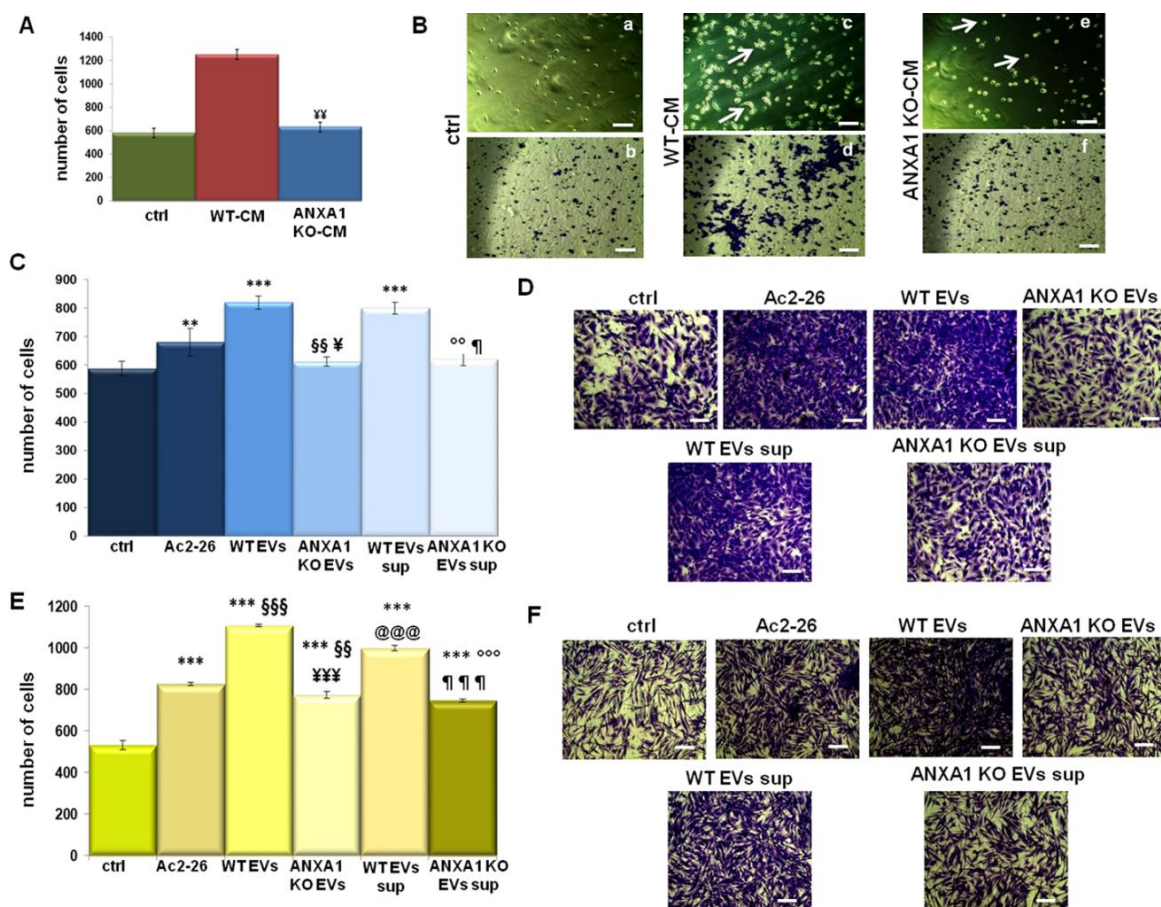 A
number of cells
1400
1200
1000
800
600
400
200
0
¥¥
ctrl
WT-CM
ANXA1
KO-CM
B
ctrl
a
b
WT-CM
c
d
ANXA1 KO-CM
e
f
C
number of cells
900
800
700
600
500
400
300
200
100
0
**
***
§§ ¥
***
°° ¶
ctrl
Ac2-26
WT EVs
ANXA1
KO EVs
WT EVs
sup
ANXA1 KO
EVs sup
D
ctrl
Ac2-26
WT EVs
ANXA1 KO EVs
WT EVs sup
ANXA1 KO EVs sup
E
number of cells
1200
1000
800
600
400
200
0
***
*** §§§
*** §§
¥¥¥
***
@@@
*** °°°
¶ ¶ ¶
ctrl
Ac2-26
WT EVs
ANXA1
KO EVs
WT EVs
sup
ANXA1 KO
EVs sup
F
ctrl
Ac2-26
WT EVs
ANXA1 KO EVs
WT EVs sup
ANXA1 KO EVs sup